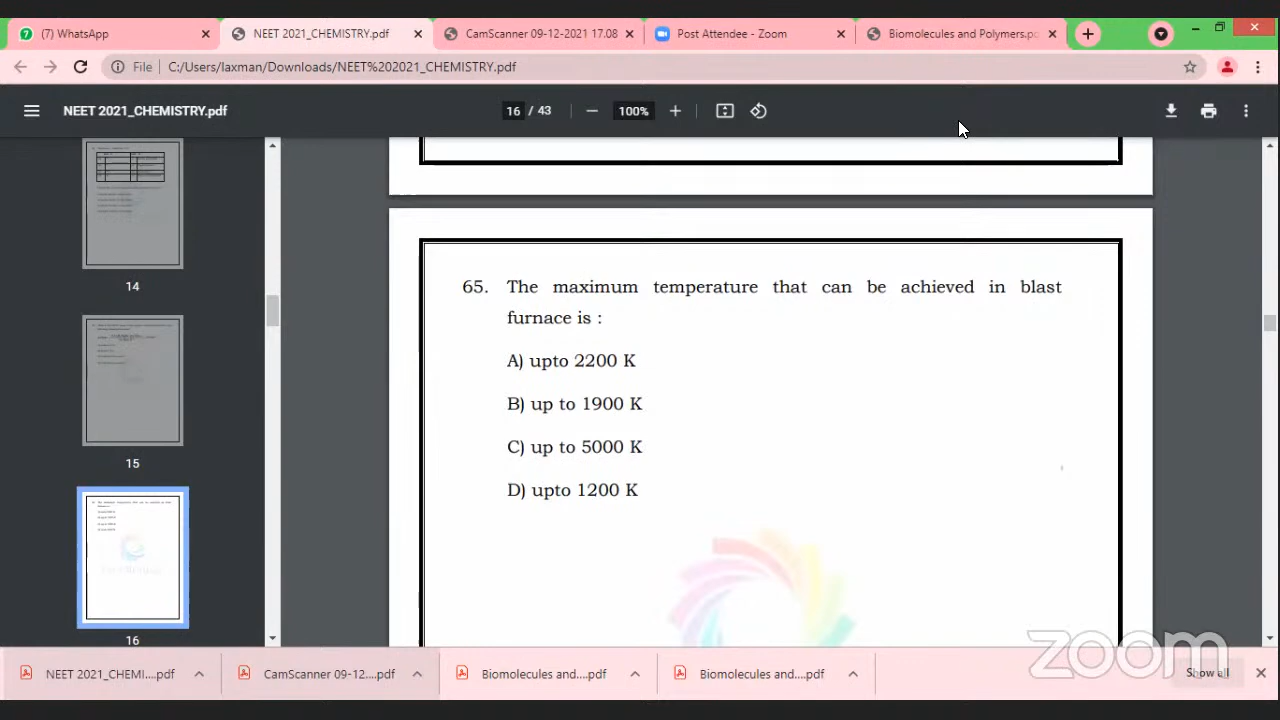 (7) WhatsApp
NEET 2021_CHEMISTRY.pdf
CamScanner 09-12-2021 17.08
Post Attendee - Zoom
Biomolecules and Polymers.pdf
File
C:/Users/laxman/Downloads/NEET%202021_CHEMISTRY.pdf
NEET 2021_CHEMISTRY.pdf
16 / 43
100%
14
15
16
65. The maximum temperature that can be achieved in blast
furnace is :
A) upto 2200 K
B) up to 1900 K
C) up to 5000 K
D) upto 1200 K
zoom
NEET 2021_CHEMI....pdf
CamScanner 09-12....pdf
Biomolecules and....pdf
Biomolecules and....pdf
Show all